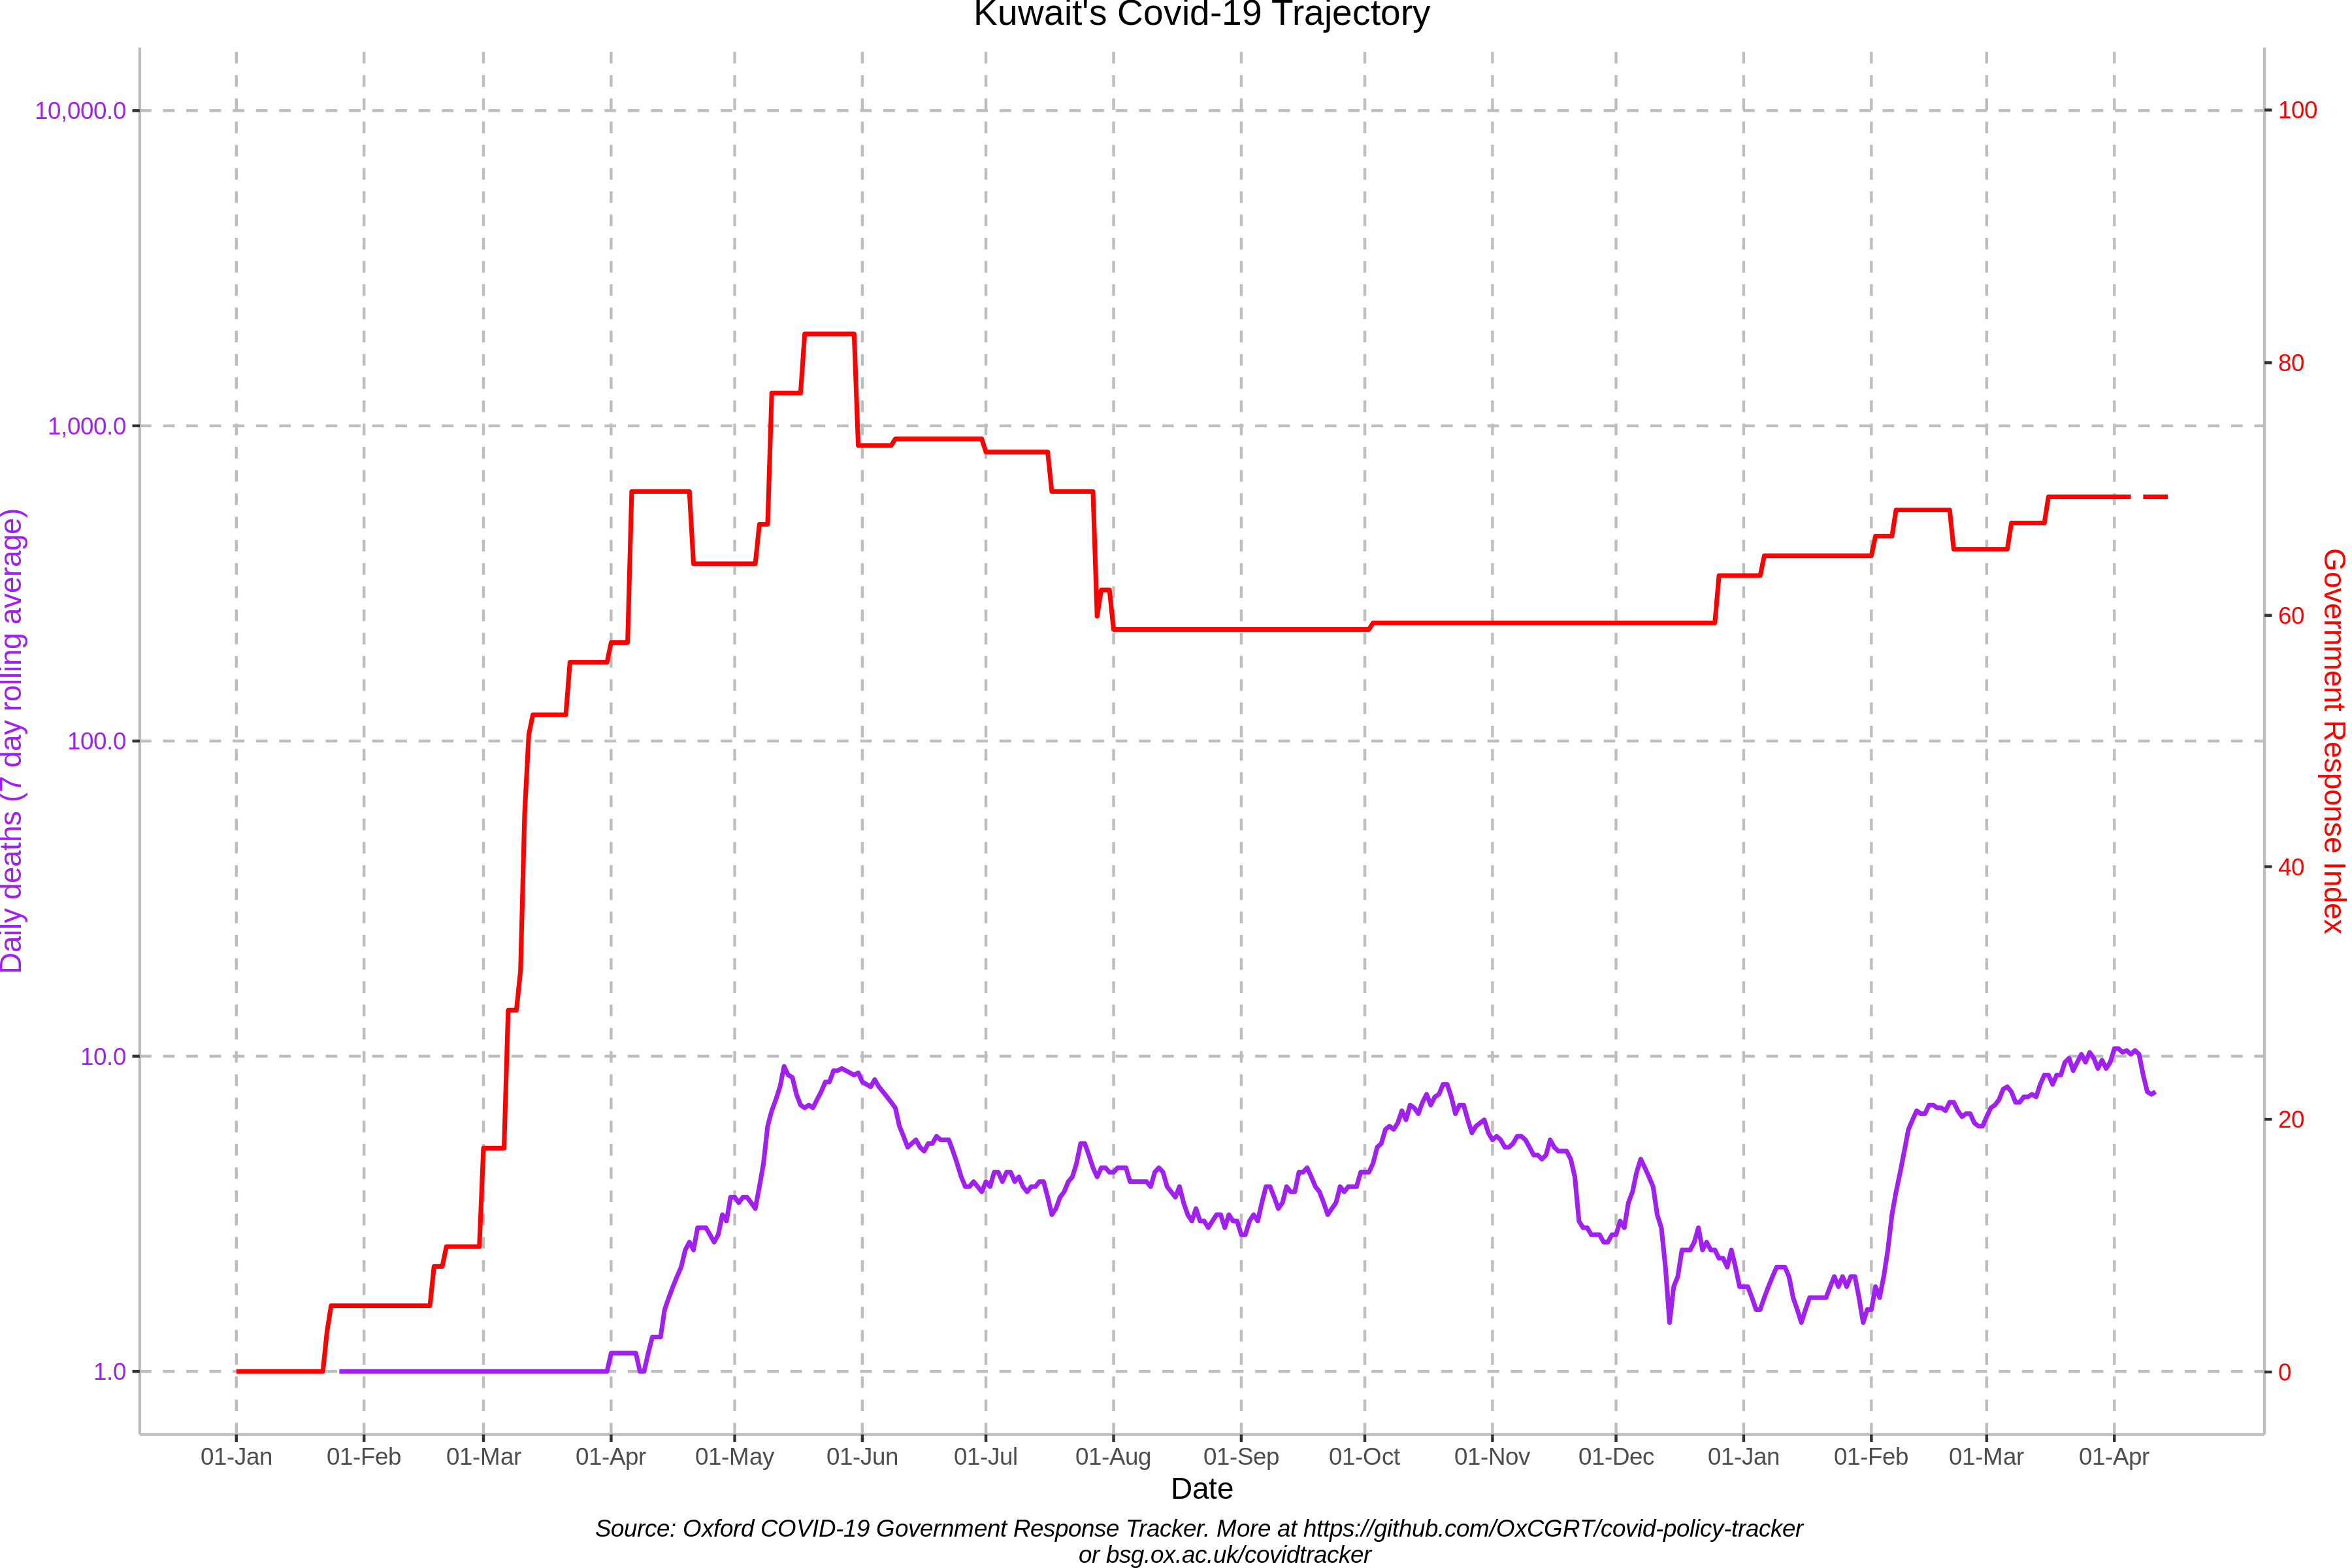 Kuwait's Covid-19 Trajectory
10,000.0
1,000.0
100.0
10.0
1.0
Daily deaths (7 day rolling average)
100
80
60
40
20
0
Government Response Index
01-Jan 01-Feb 01-Mar 01-Apr 01-May 01-Jun 01-Jul 01-Aug 01-Sep 01-Oct 01-Nov 01-Dec 01-Jan 01-Feb 01-Mar 01-Apr
Date
Source: Oxford COVID-19 Government Response Tracker. More at https://github.com/OxCGRT/covid-policy-tracker
or bsg.ox.ac.uk/covidtracker